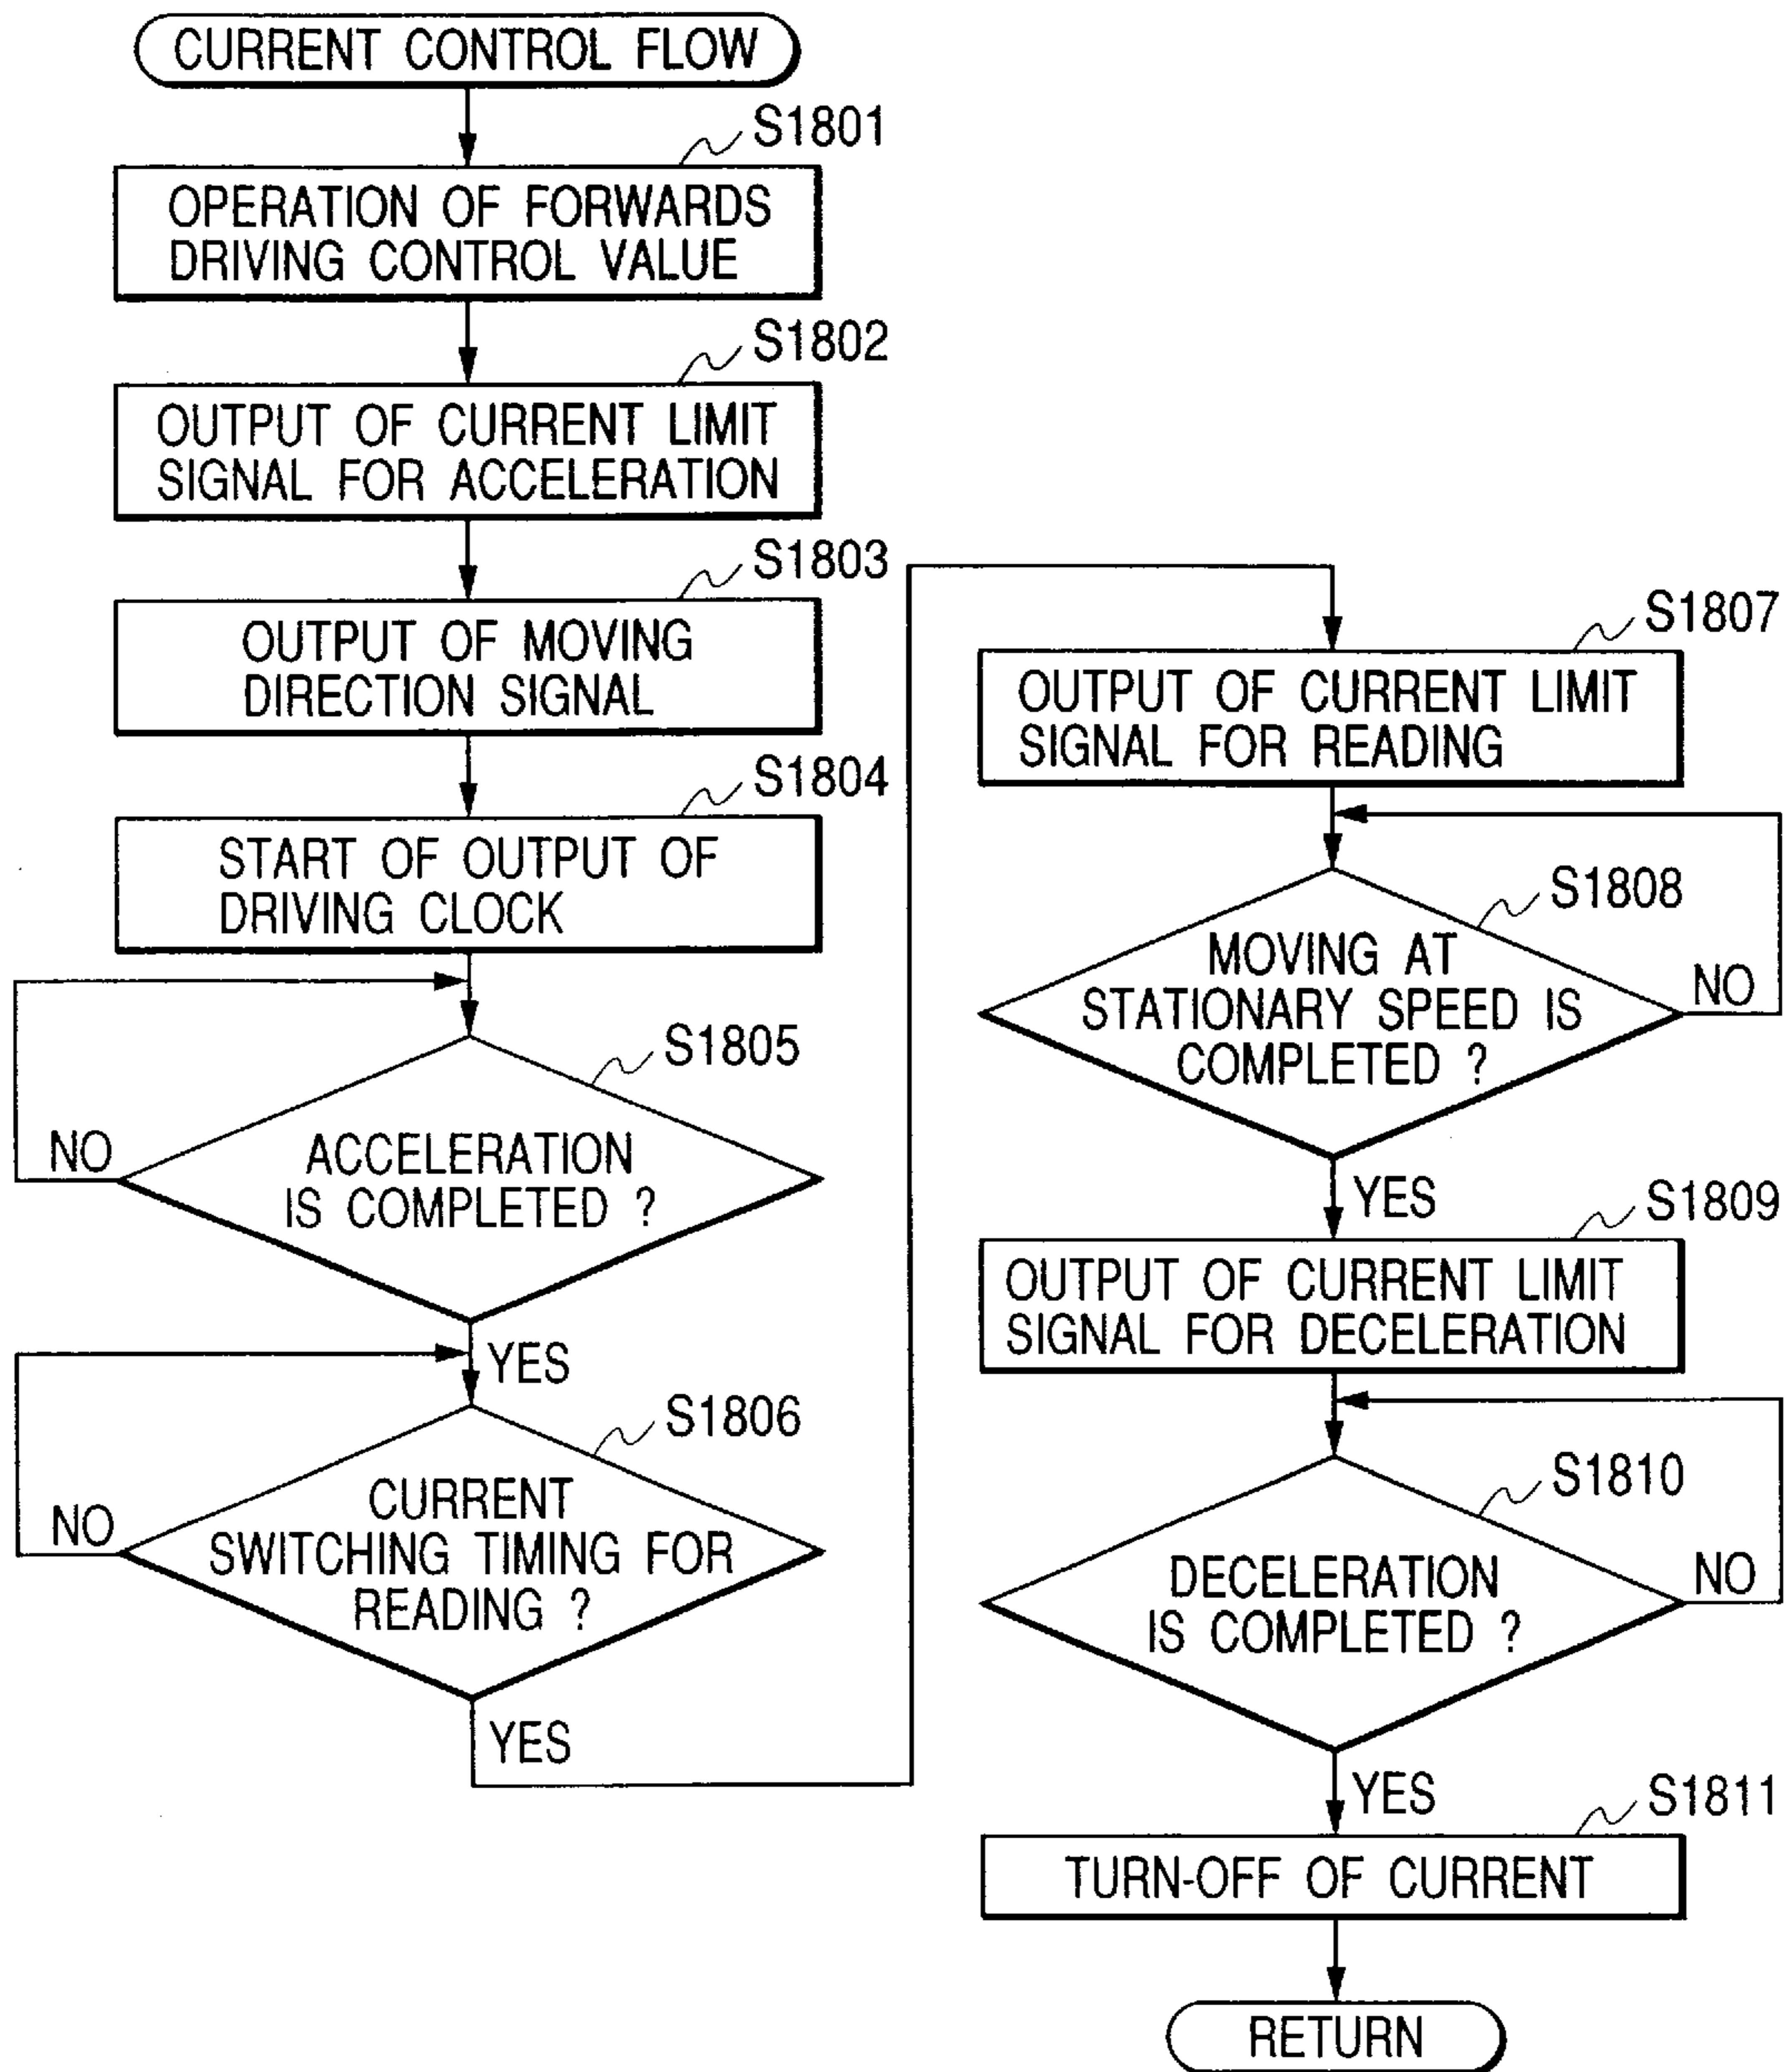 CURRENT CONTROL FLOW
S1801
OPERATION OF FORWARDS
DRIVING CONTROL VALUE
S1802
OUTPUT OF CURRENT LIMIT
SIGNAL FOR ACCELERATION
S1803
OUTPUT OF MOVING
DIRECTION SIGNAL
S1804
START OF OUTPUT OF
DRIVING CLOCK
S1805
NO
ACCELERATION
IS COMPLETED ?
YES
S1806
NO
CURRENT
SWITCHING TIMING FOR
READING ?
YES
S1807
OUTPUT OF CURRENT LIMIT
SIGNAL FOR READING
S1808
MOVING AT
STATIONARY SPEED IS
COMPLETED ?
NO
YES
S1809
OUTPUT OF CURRENT LIMIT
SIGNAL FOR DECELERATION
S1810
DECELERATION
IS COMPLETED ?
NO
YES
S1811
TURN-OFF OF CURRENT
RETURN